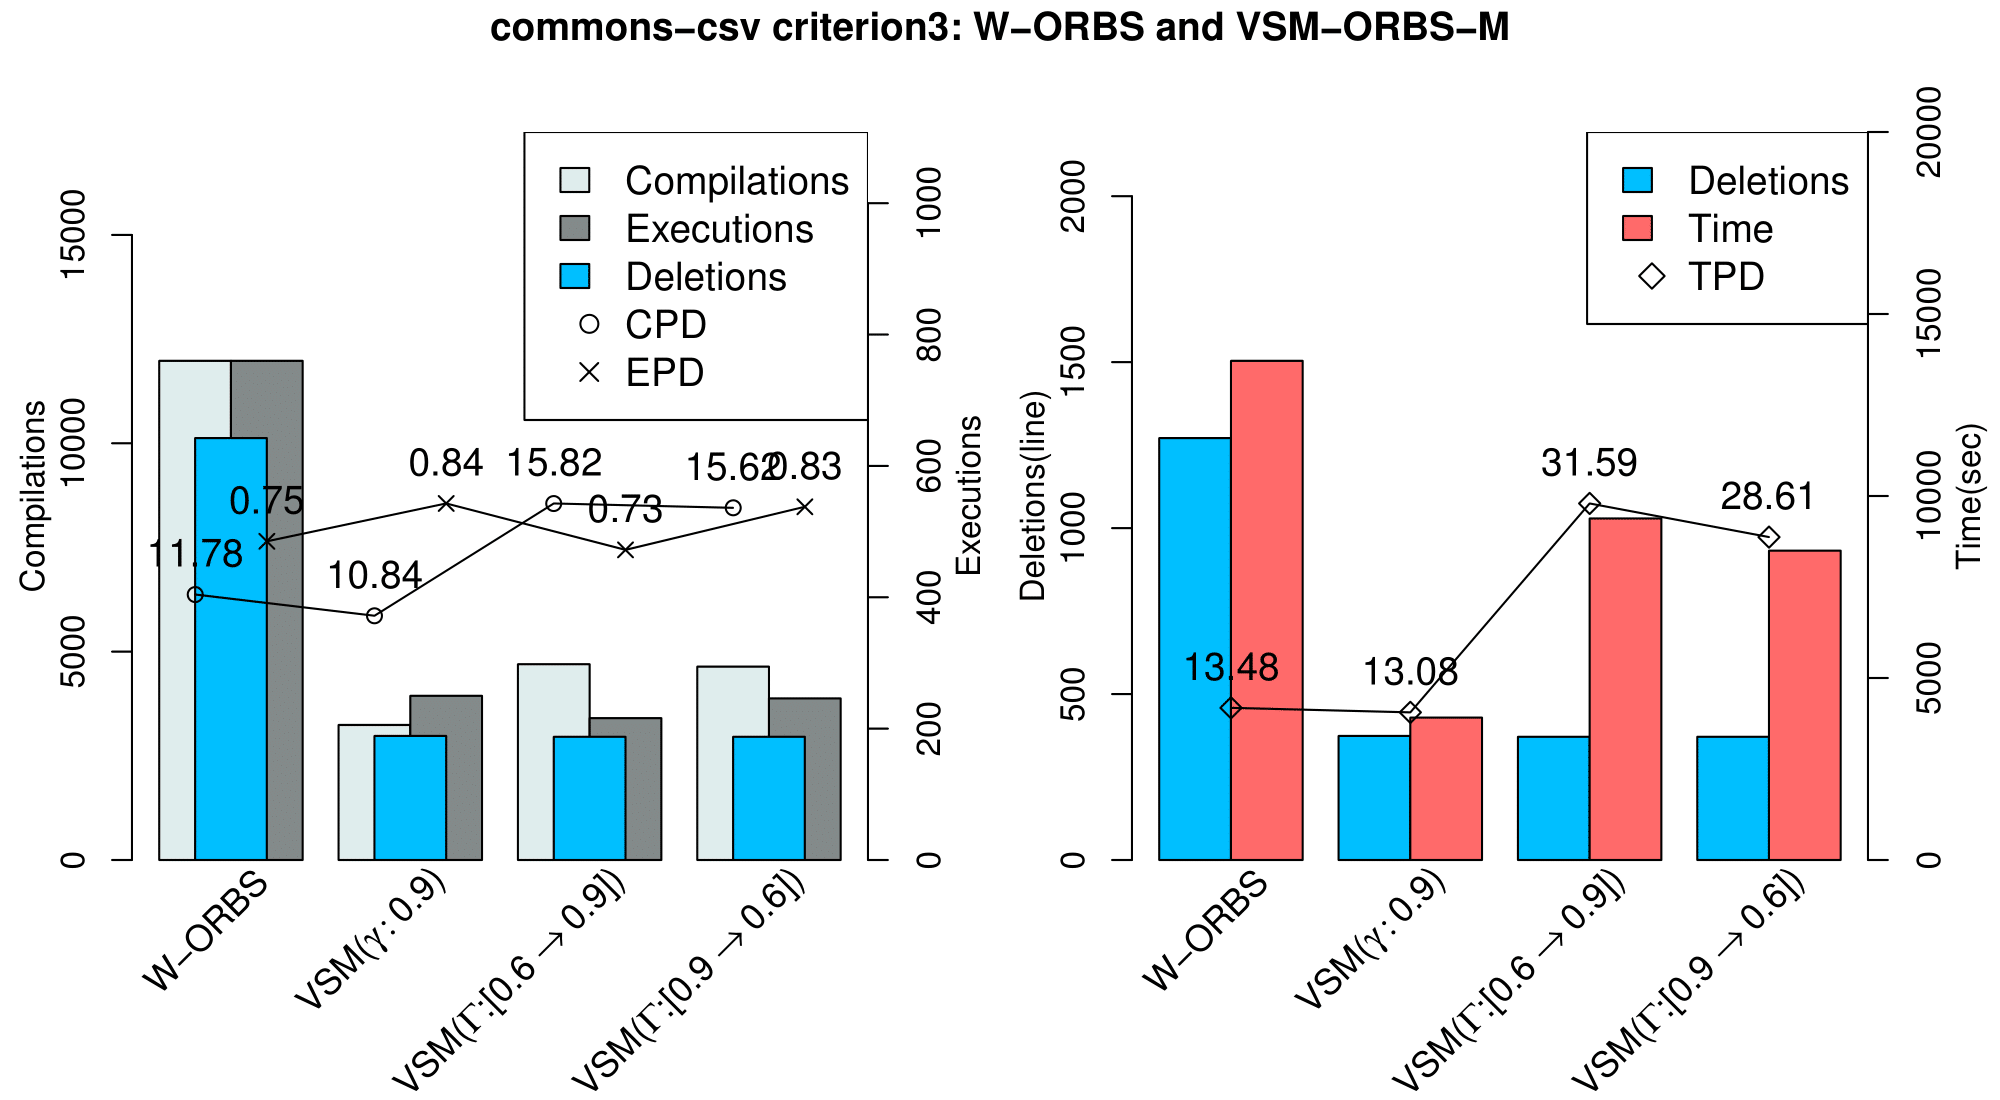 commons−csv criterion3: W−ORBS and VSM−ORBS−M
Compilations
0
5000
10000
15000
Compilations
Executions
Deletions
CPD
EPD
11.78
10.84
15.82
15.62
0.75
0.84
0.73
0.83
0
200
400
600
800
1000
Executions
W−ORBS
VSM(γ: 0.9)
VSM(Γ:[0.6 → 0.9])
VSM(Γ:[0.9 → 0.6])
Deletions(line)
0
500
1000
1500
2000
Deletions
Time
TPD
13.48
13.08
31.59
28.61
0
5000
10000
15000
20000
Time(sec)
W−ORBS
VSM(γ: 0.9)
VSM(Γ:[0.6 → 0.9])
VSM(Γ:[0.9 → 0.6])